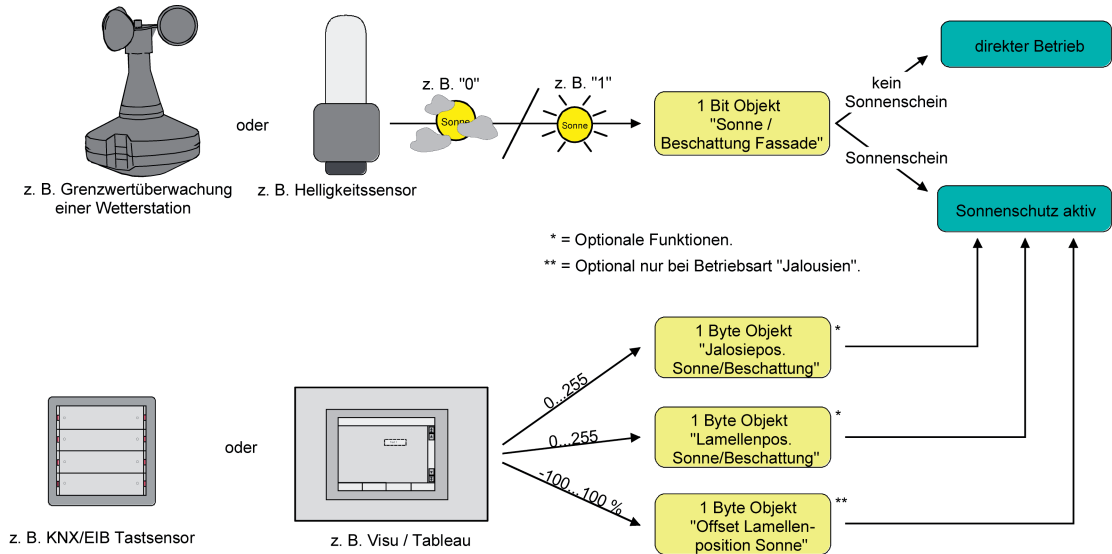 direkter Betrieb
z. B. "0"
z. B. "1"
kein
Sonnenschein
oder
Sonne
Sonne
1 Bit Objekt
"Sonne /
Beschattung Fassade"
Sonnenschein
z. B. Grenzwertüberwachung
einer Wetterstation
z. B. Helligkeitssensor
Sonnenschutz aktiv
* = Optionale Funktionen.
** = Optional nur bei Betriebsart "Jalousien".
1 Byte Objekt
"Jalosiepos.
Sonne/Beschattung"
*
0...255
1 Byte Objekt
"Lamellenpos.
Sonne/Beschattung"
*
0...255
oder
-100...100 %
1 Byte Objekt
"Offset Lamellen-
position Sonne"
**
z. B. KNX/EIB Tastsensor
z. B. Visu / Tableau